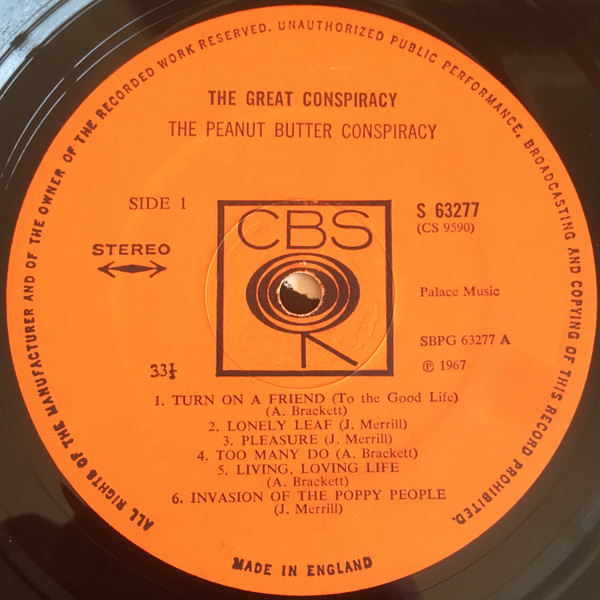 ALL RIGHTS OF THE MANUFACTURER AND OF THE OWNER OF THE RECORDED WORK RESERVED. UNAUTHORIZED PUBLIC PERFORMANCE, BROADCASTING AND COPYING OF THIS RECORD PROHIBITED.
THE GREAT CONSPIRACY
THE PEANUT BUTTER CONSPIRACY
SIDE 1
S 63277
(CS 9590)
CBS
STEREO
Palace Music
SBPG 63277 A
℗ 1967
33⅓
1. TURN ON A FRIEND (To the Good Life)
(A. Brackett)
2. LONELY LEAF (J. Merrill)
3. PLEASURE (J. Merrill)
4. TOO MANY DO (A. Brackett)
5. LIVING, LOVING LIFE
(A. Brackett)
6. INVASION OF THE POPPY PEOPLE
(J. Merrill)
MADE IN ENGLAND